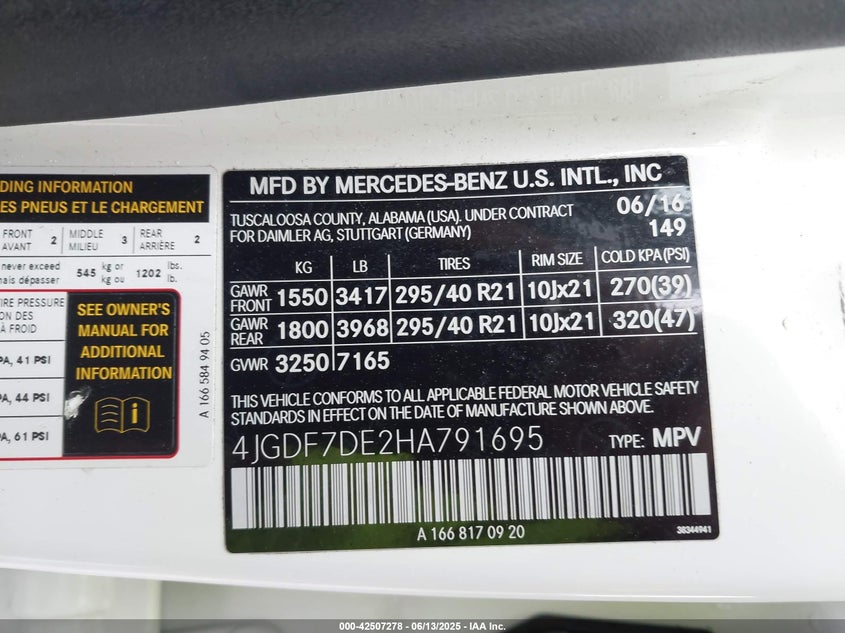 DING INFORMATION
ES PNEUS ET LE CHARGEMENT
FRONT AVANT 2 MIDDLE MILIEU 3 REAR ARRIÈRE 2
never exceed 545 kg or 1202 lbs.
mais dépasser kg ou lb.
IRE PRESSURE
ON DES
À FROID
PA, 41 PSI
PA, 44 PSI
PA, 61 PSI
SEE OWNER'S
MANUAL FOR
ADDITIONAL
INFORMATION
A 166 584 94 05
MFD BY MERCEDES-BENZ U.S. INTL., INC
TUSCALOOSA COUNTY, ALABAMA (USA). UNDER CONTRACT 06/16
FOR DAIMLER AG, STUTTGART (GERMANY) 149
KG LB TIRES RIM SIZE COLD KPA (PSI)
GAWR FRONT 1550 3417 295/40 R21 10Jx21 270(39)
GAWR REAR 1800 3968 295/40 R21 10Jx21 320(47)
GVWR 3250 7165
THIS VEHICLE CONFORMS TO ALL APPLICABLE FEDERAL MOTOR VEHICLE SAFETY
STANDARDS IN EFFECT ON THE DATE OF MANUFACTURE SHOWN ABOVE.
4JGDF7DE2HA791695 TYPE: MPV
A 166 817 09 20
38344941
000-42507278 - 06/13/2025 - IAA Inc.